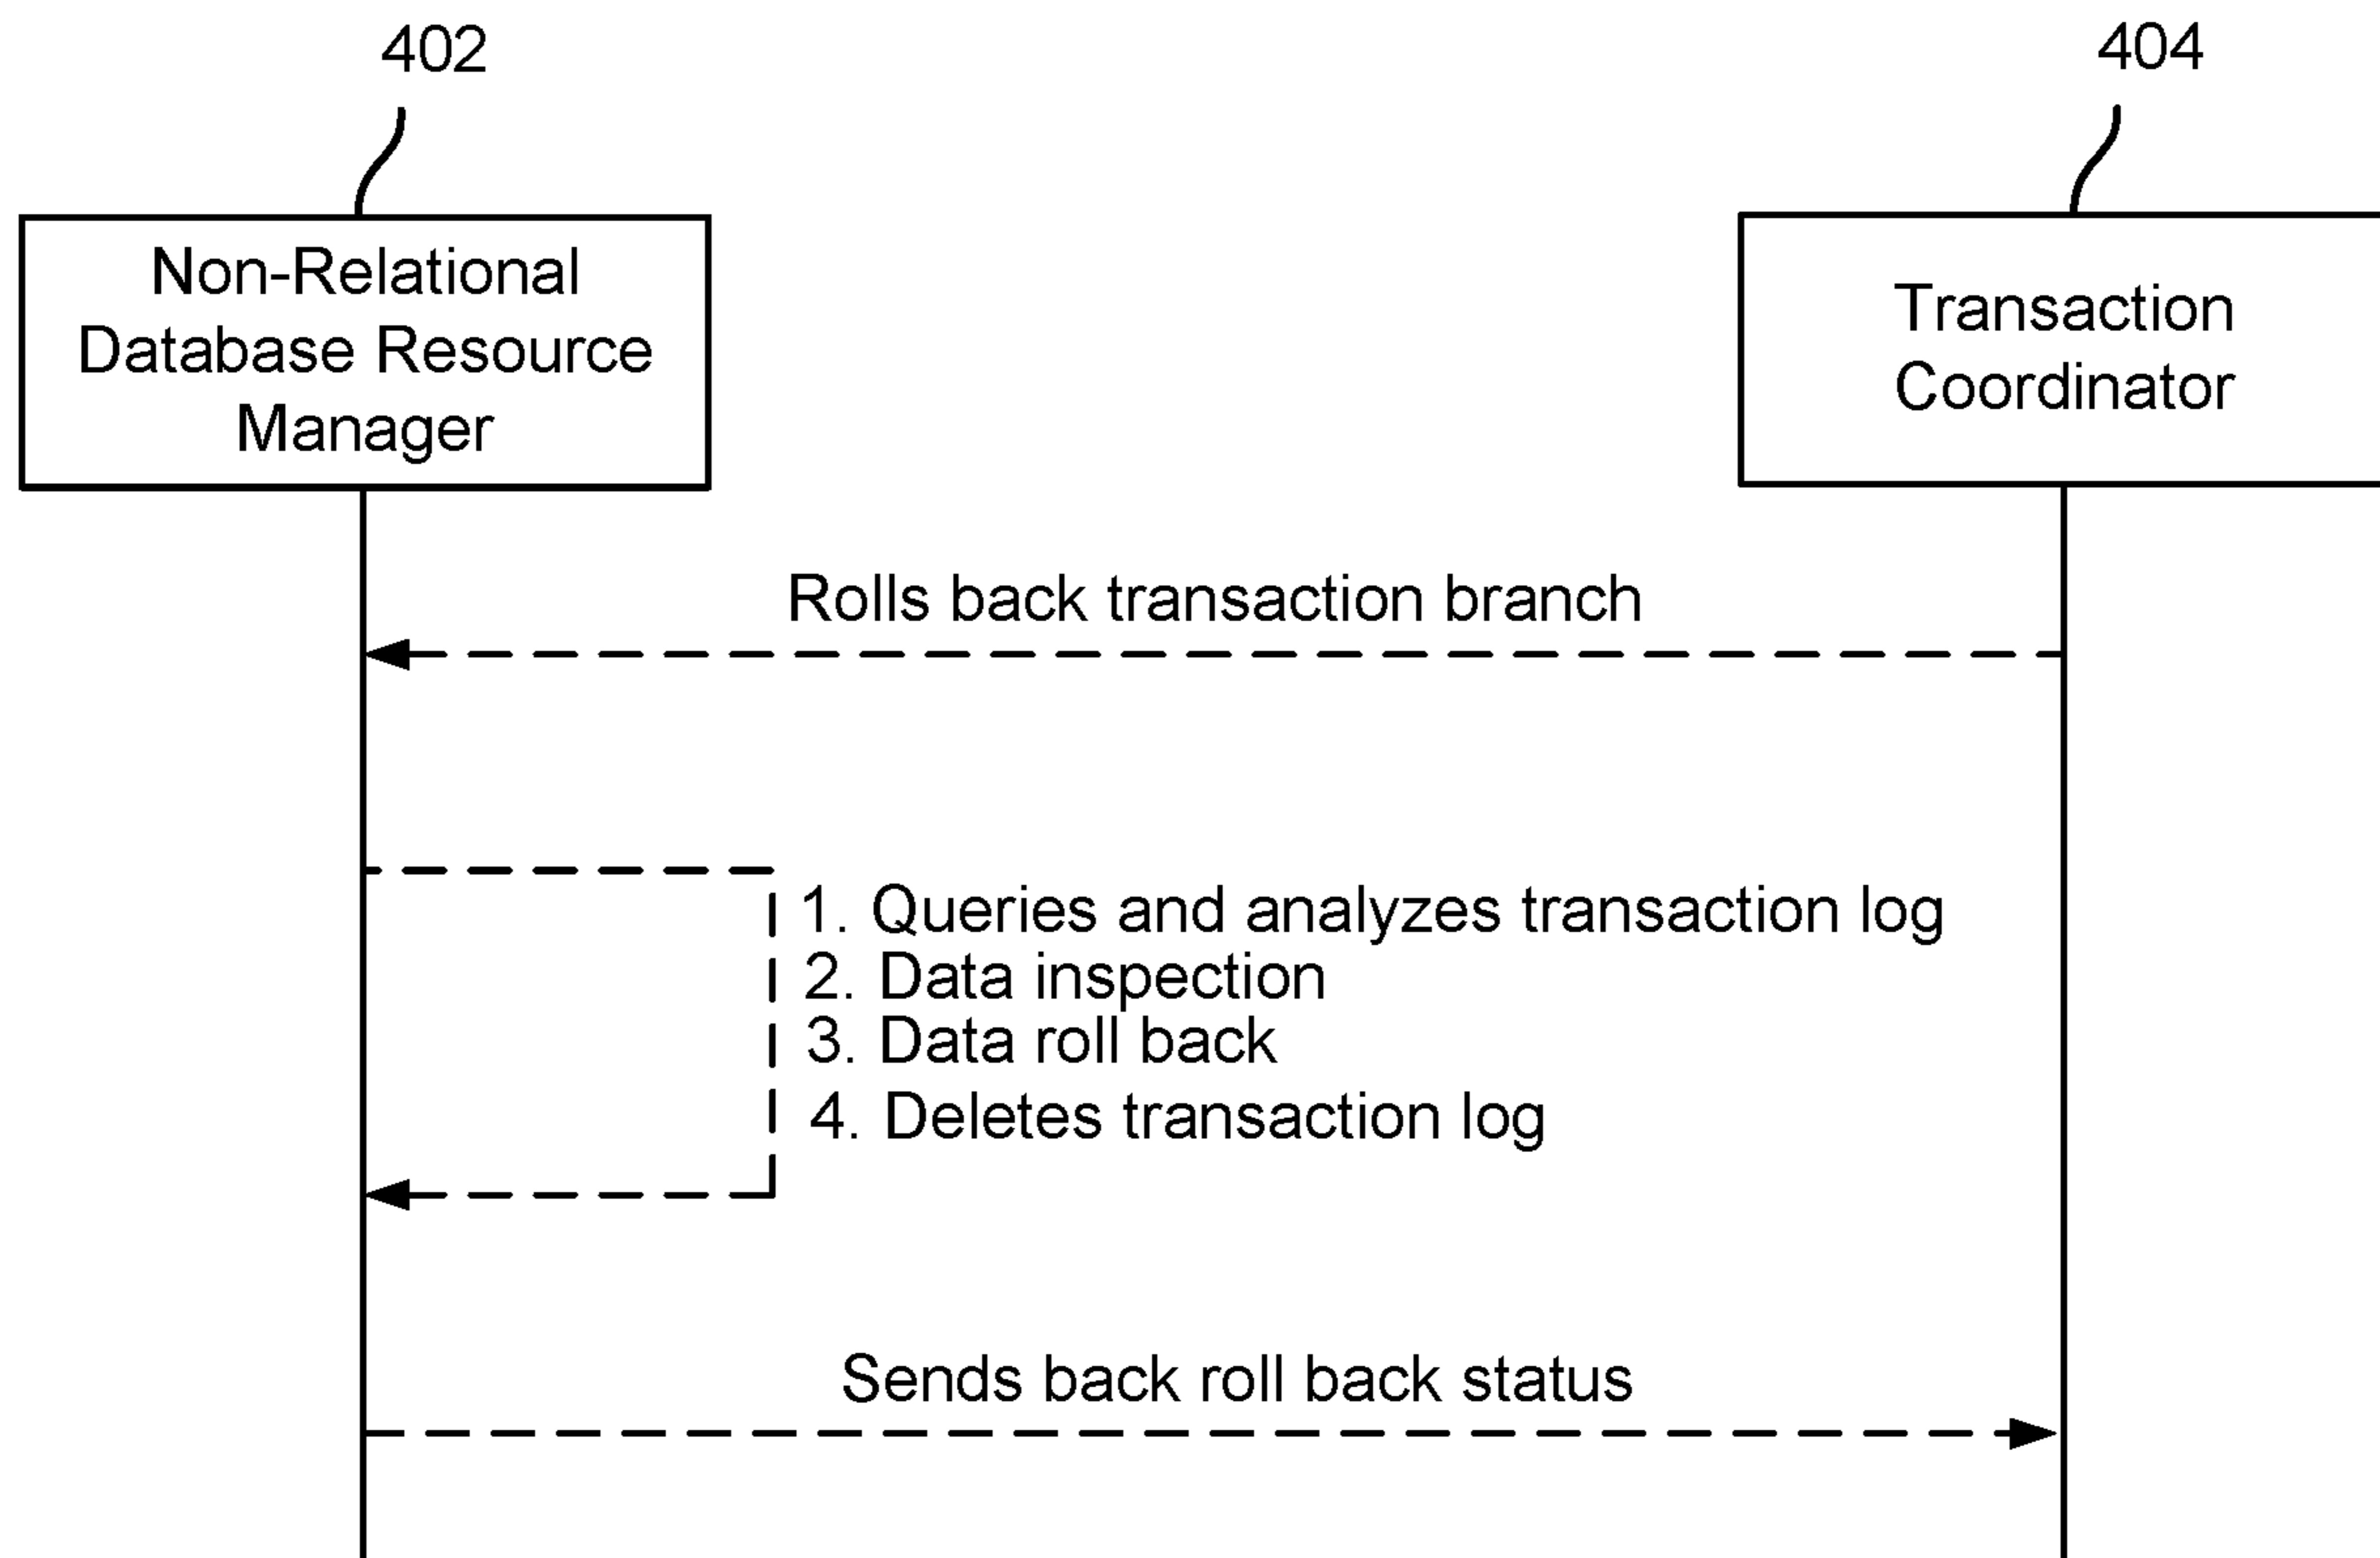 402
404
Non-Relational
Database Resource
Manager
Transaction
Coordinator
Rolls back transaction branch
1. Queries and analyzes transaction log
2. Data inspection
3. Data roll back
4. Deletes transaction log
Sends back roll back status